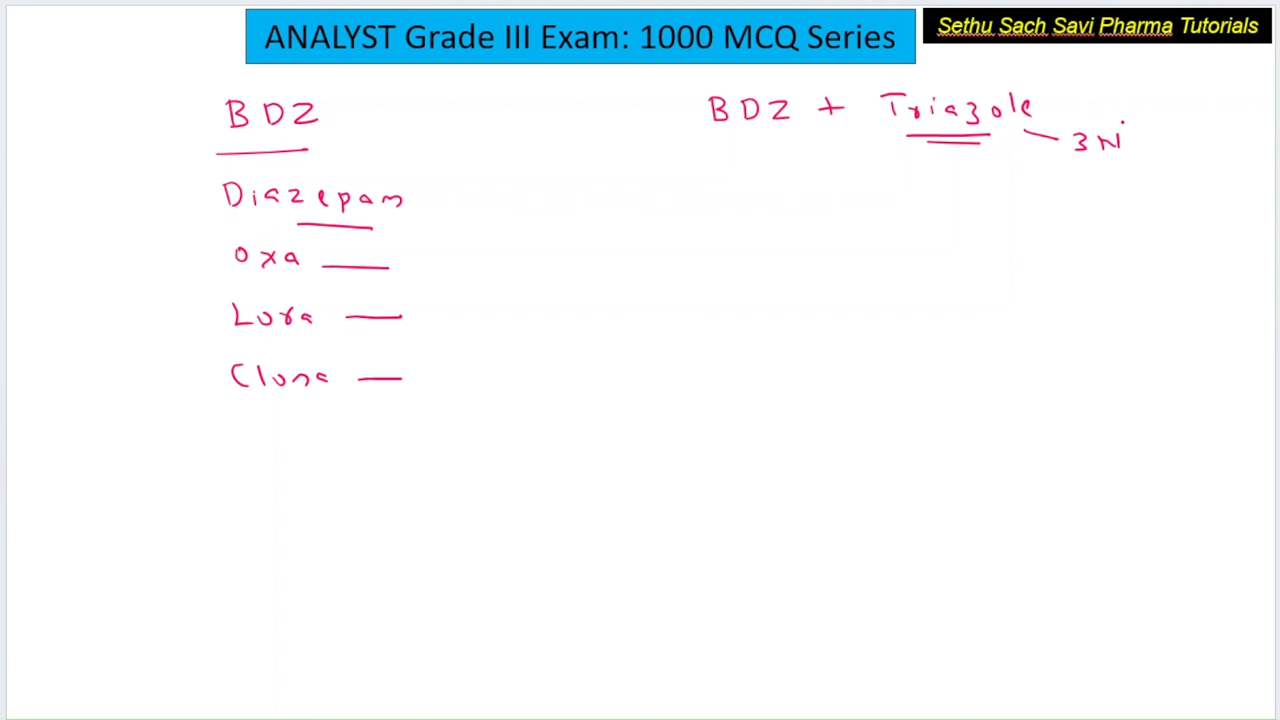 ANALYST Grade III Exam: 1000 MCQ Series
Sethu Sach Savi Pharma Tutorials
BDZ
Diazepam
Oxa —
Lora —
Clona —
BDZ + Triazole
3N